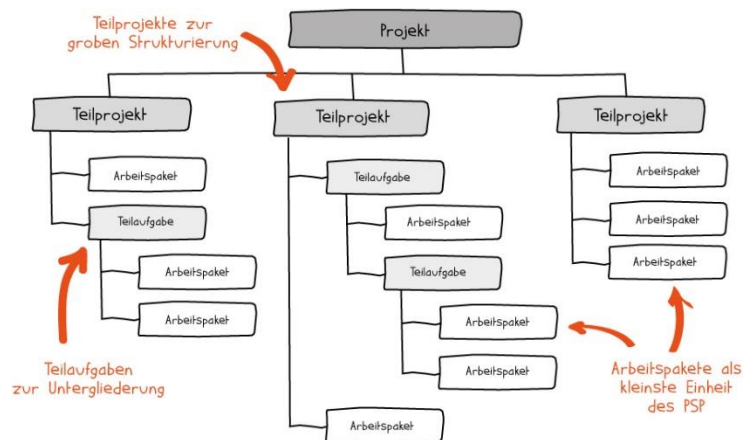 Teilprojekte zur
groben Strukturierung
Projekt
Teilprojekt
Teilprojekt
Teilprojekt
Arbeitspaket
Teilaufgabe
Arbeitspaket
Arbeitspaket
Teilaufgabe
Arbeitspaket
Teilaufgabe
Arbeitspaket
Arbeitspaket
Arbeitspaket
Arbeitspaket
Arbeitspaket
Arbeitspaket
Teilaufgaben
zur Untergliederung
Arbeitspakete als
kleinste Einheit
des PSP